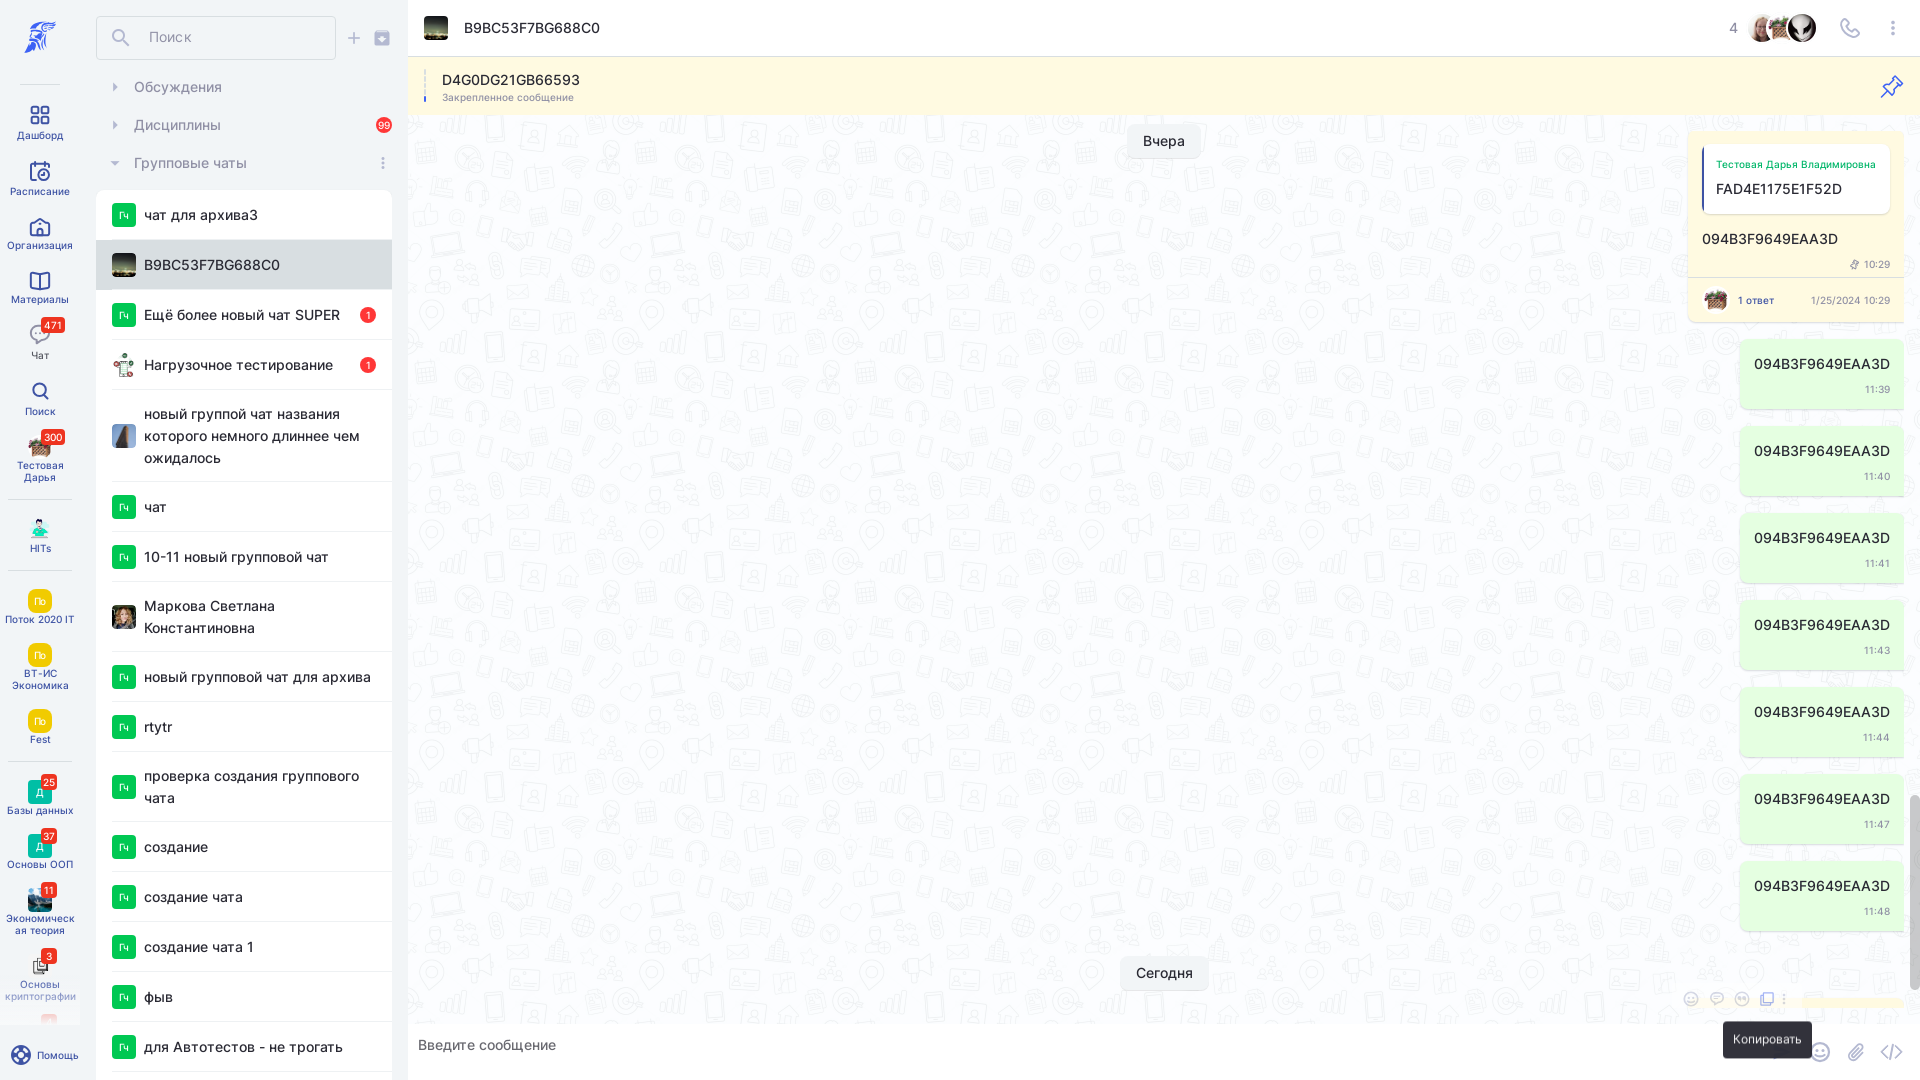 Дашборд
Расписание
Организация
Материалы
471
Чат
Поиск
300
Тестовая
Дарья
HITs
По
Поток 2020 IT
По
ВТ-ИС
Экономика
По
Fest
25
Д
Базы данных
37
Д
Основы ООП
11
Экономическ
ая теория
3
Основы
криптографии
Помощь
Поиск
Обсуждения
Дисциплины
99
Групповые чаты
Гч
чат для архива3
B9BC53F7BG688C0
Гч
Ещё более новый чат SUPER
1
Нагрузочное тестирование
1
новый группой чат названия
которого немного длиннее чем
ожидалось
Гч
чат
Гч
10-11 новый групповой чат
Маркова Светлана
Константиновна
Гч
новый групповой чат для архива
Гч
rtytr
Гч
проверка создания группового
чата
Гч
создание
Гч
создание чата
Гч
создание чата 1
Гч
фыв
Гч
для Автотестов - не трогать
B9BC53F7BG688C0
4
D4G0DG21GB66593
Закрепленное сообщение
Вчера
Тестовая Дарья Владимировна
FAD4E1175E1F52D
094B3F9649EAA3D
10:29
1 ответ
1/25/2024 10:29
094B3F9649EAA3D
11:39
094B3F9649EAA3D
11:40
094B3F9649EAA3D
11:41
094B3F9649EAA3D
11:43
094B3F9649EAA3D
11:44
094B3F9649EAA3D
11:47
094B3F9649EAA3D
11:48
Сегодня
Копировать
Введите сообщение